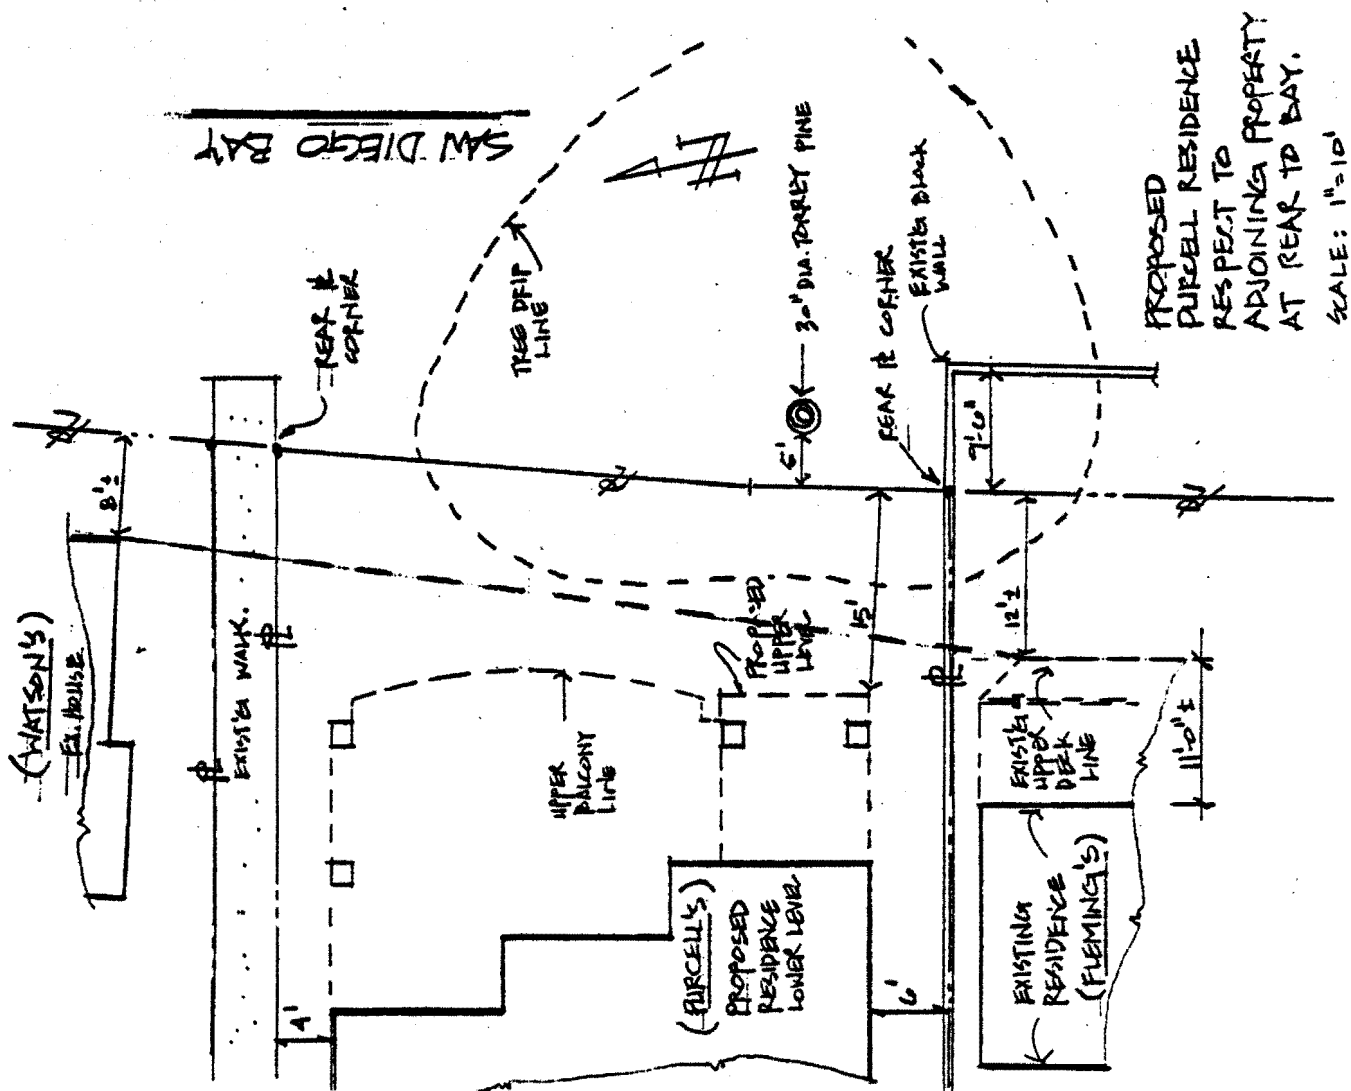 SAN DIEGO BAY
PROPOSED
PURCELL RESIDENCE
RESPECT TO
ADJOINING PROPERTY
AT REAR TO BAY.
SCALE: 1"=10'
TREE DRIP
LINE
REAR ⅊
CORNER
30" DIA. TORREY PINE
6'
REAR ⅊ CORNER
EXIST'G BLOCK
WALL
9'-6"
8'±
(WATSON'S)
EX. HOUSE
EXIST'G WALK.
UPPER
BALCONY
LINE
PROPOSED
UPPER
LEVEL
15'
12'±
EXIST'G
UPPER
DECK
LINE
11'-0"±
4'
(PURCELL'S)
PROPOSED
RESIDENCE
LOWER LEVEL
6'
EXISTING
RESIDENCE
(FLEMING'S)